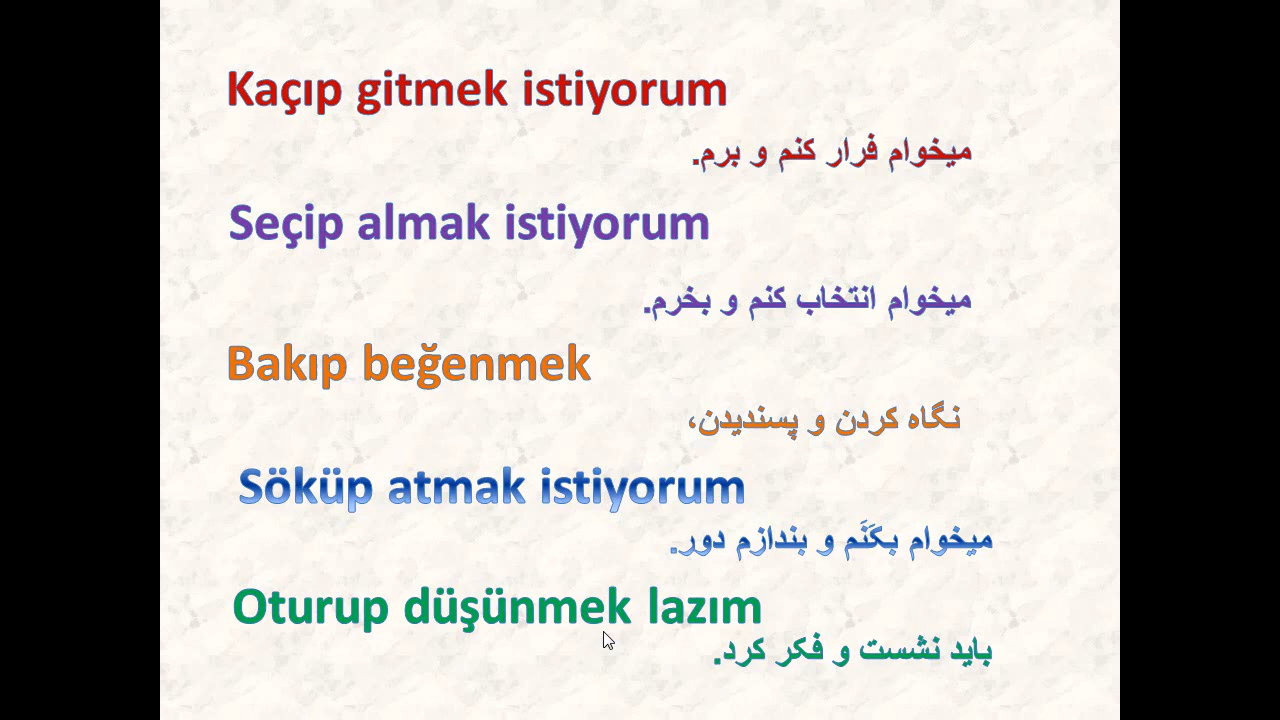 Kaçıp gitmek istiyorum
میخوام فرار کنم و برم.
Seçip almak istiyorum
میخوام انتخاب کنم و بخرم.
Bakıp beğenmek
نگاه کردن و پسندیدن،
Söküp atmak istiyorum
میخوام بکَنَم و بندازم دور.
Oturup düşünmek lazım
باید نشست و فکر کرد.